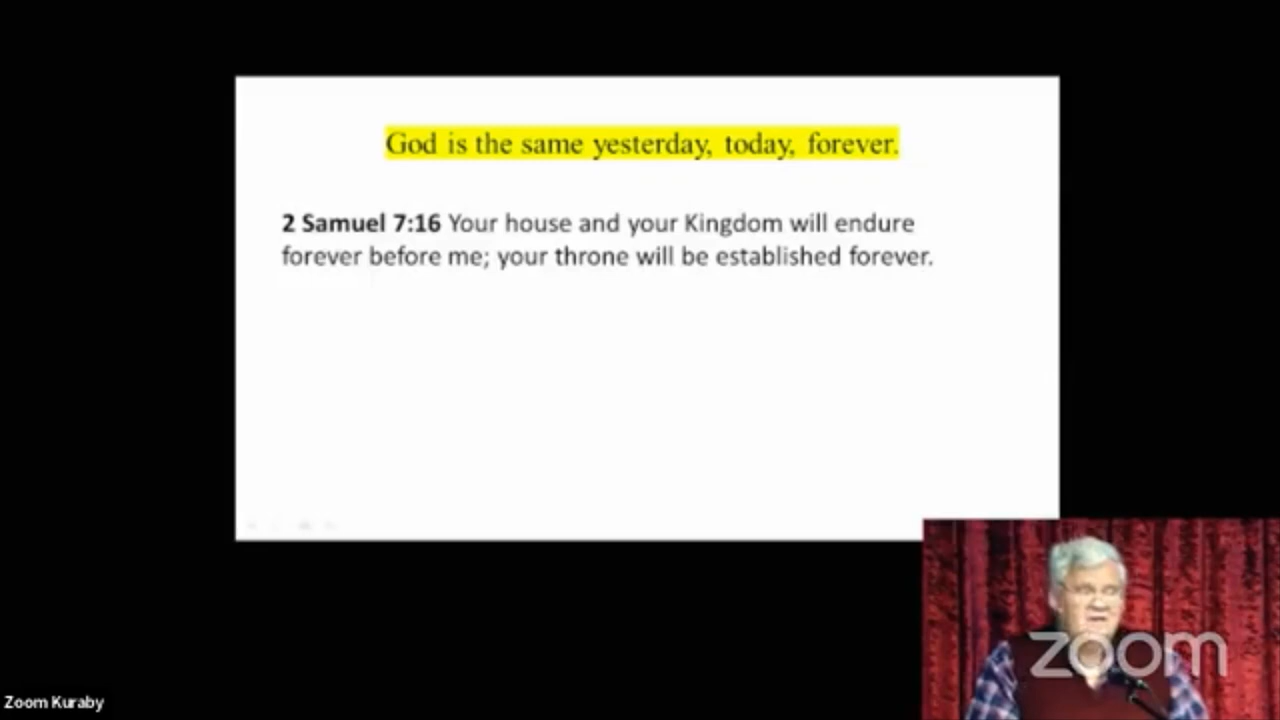 God is the same yesterday, today, forever.
2 Samuel 7:16 Your house and your Kingdom will endure
forever before me; your throne will be established forever.
zoom
Zoom Kuraby